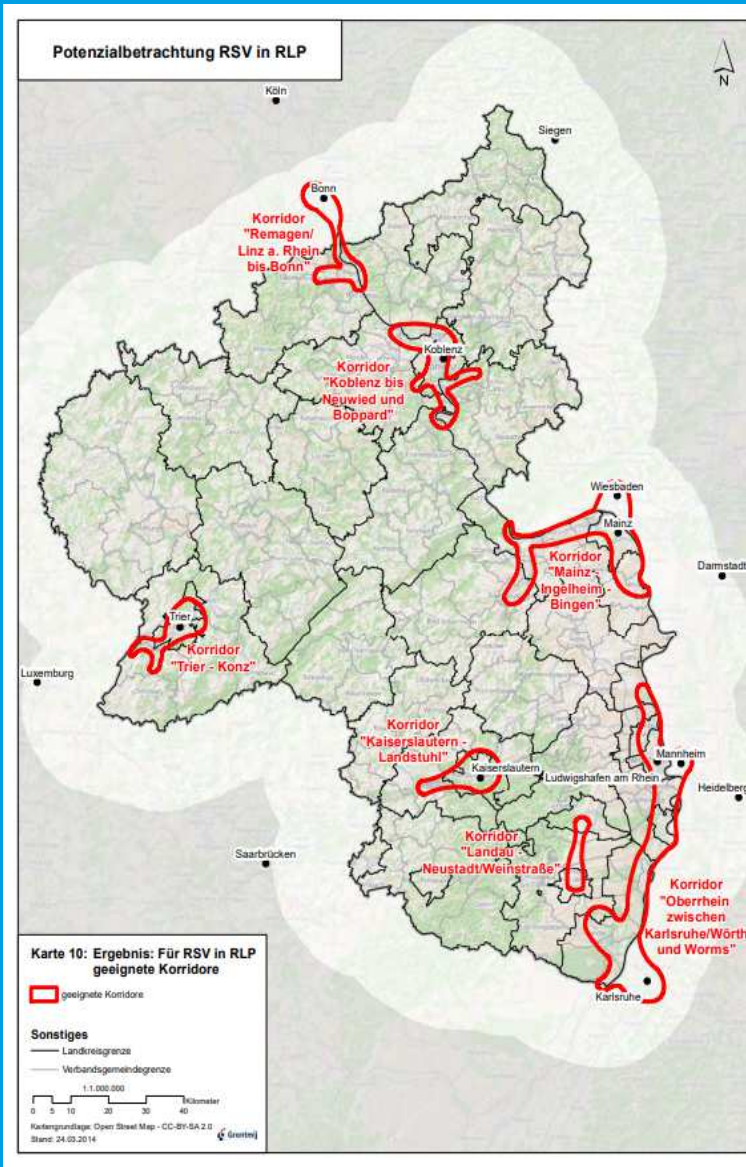 Potenzialbetrachtung RSV in RLP
N
Köln
Siegen
Bonn
Korridor
"Remagen/
Linz a. Rhein
bis Bonn"
Koblenz
Korridor
"Koblenz bis
Neuwied und
Boppard"
Wiesbaden
Mainz
Korridor
"Mainz -
Ingelheim -
Bingen"
Darmstadt
Trier
Korridor
"Trier - Konz"
Luxemburg
Korridor
"Kaiserslautern -
Landstuhl"
Kaiserslautern
Mannheim
Ludwigshafen am Rhein
Heidelberg
Korridor
"Landau -
Neustadt/Weinstraße"
Saarbrücken
Korridor
"Oberrhein
zwischen
Karlsruhe/Wörth
und Worms"
Karlsruhe
Karte 10: Ergebnis: Für RSV in RLP
geeignete Korridore
geeignete Korridore
Sonstiges
Landkreisgrenze
Verbandsgemeindegrenze
1:1.000.000
0 5 10 20 30 40
Kilometer
Kartengrundlage: Open Street Map - CC-BY-SA 2.0
Stand: 24.03.2014
Grontmij